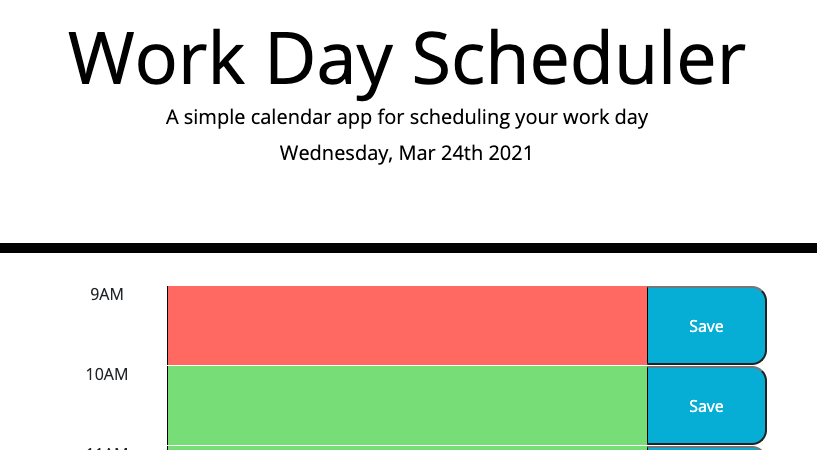 Work Day Scheduler
A simple calendar app for scheduling your work day
Wednesday, Mar 24th 2021
9AM
Save
10AM
Save